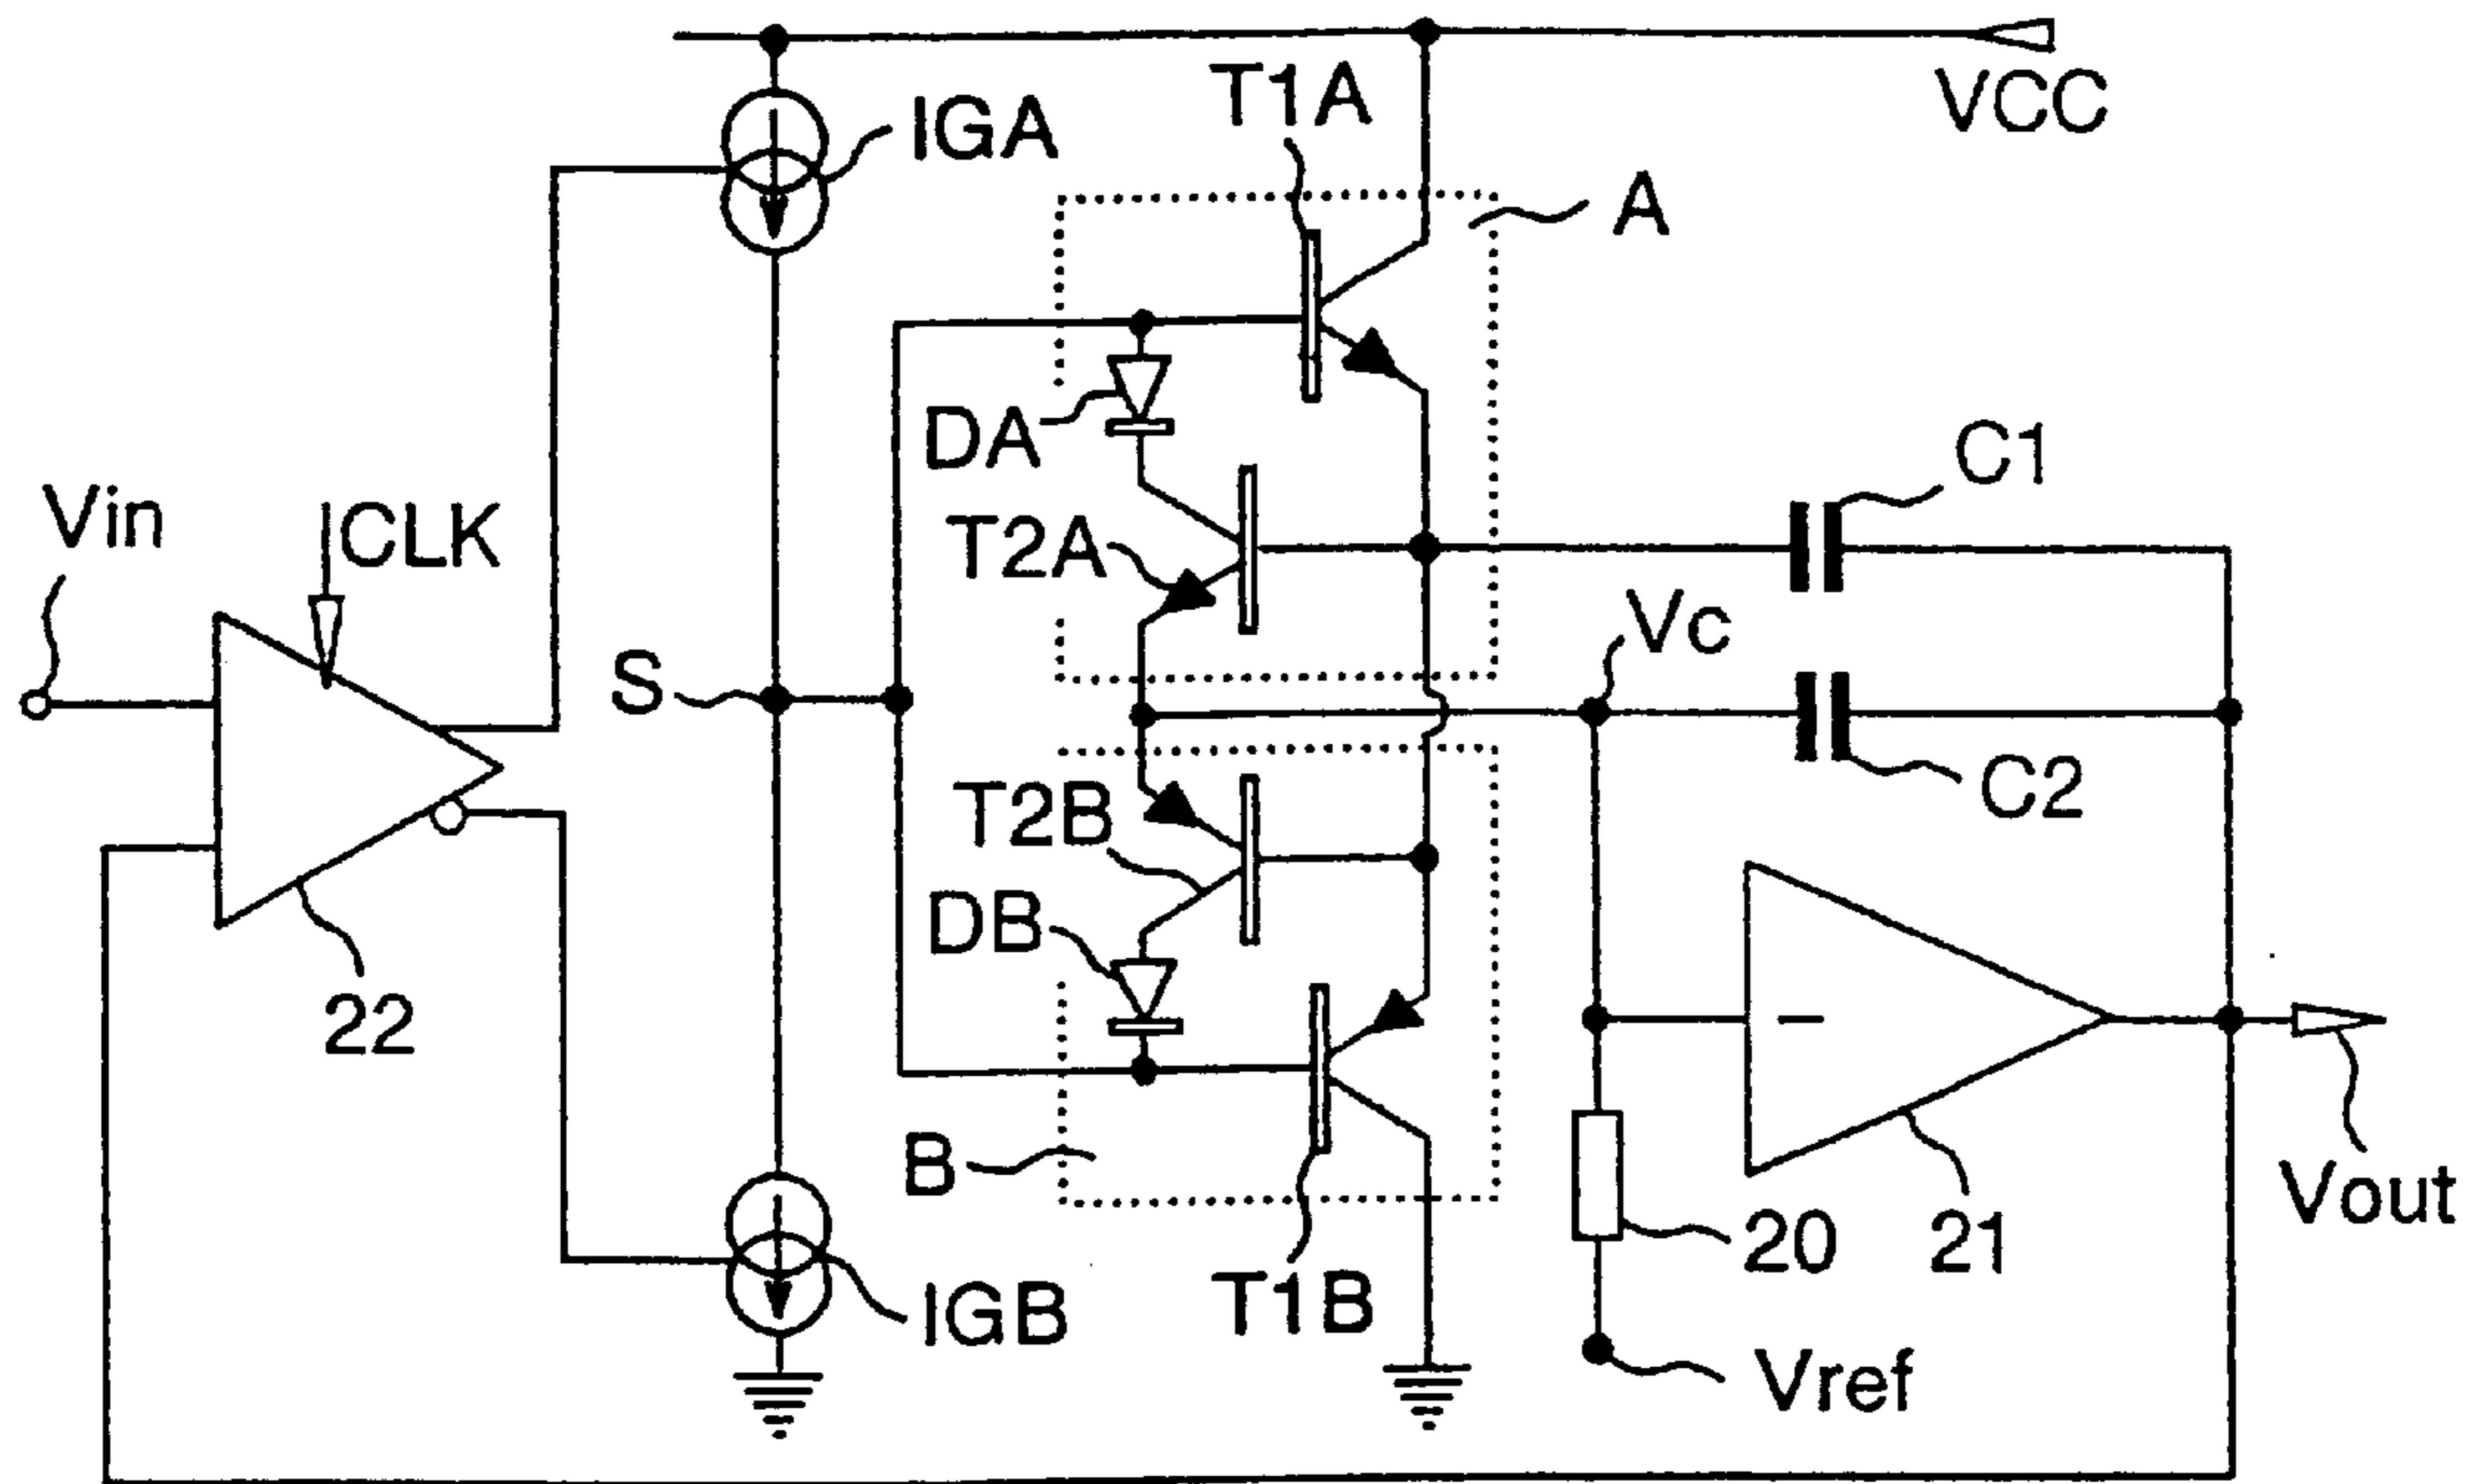 VCC
T1A
IGA
A
DA
C1
Vin
CLK
T2A
Vc
S
T2B
C2
DB
22
B
Vout
20
21
T1B
IGB
Vref